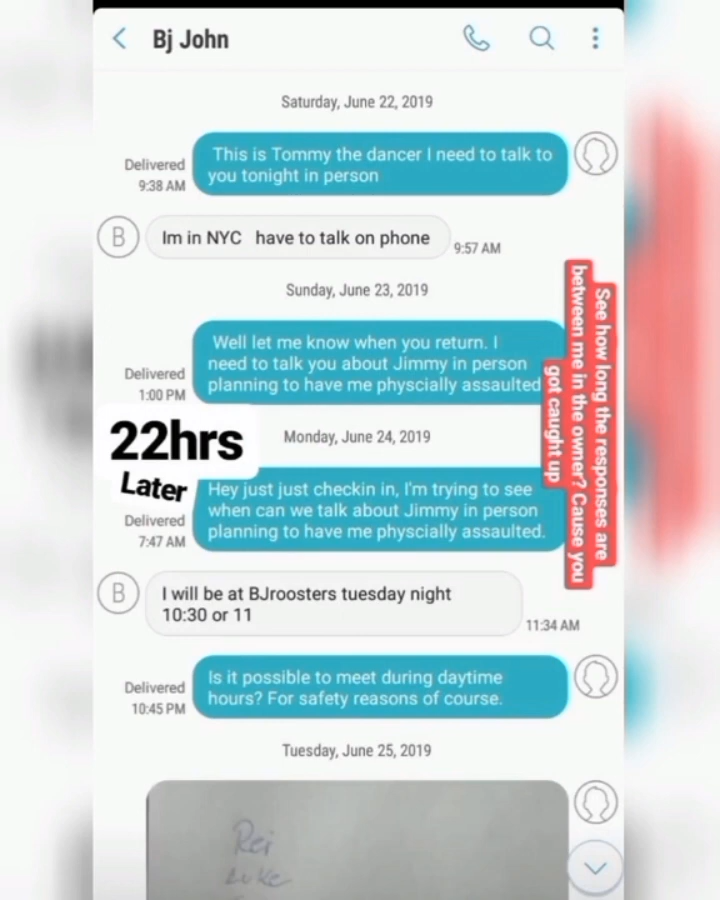 Bj John
Saturday, June 22, 2019
This is Tommy the dancer I need to talk to
you tonight in person
Delivered
9:38 AM
B
Im in NYC have to talk on phone
9:57 AM
Sunday, June 23, 2019
Well let me know when you return. I
need to talk you about Jimmy in person
planning to have me physcially assaulted
Delivered
1:00 PM
See how long the responses are
between me in the owner? Cause you
got caught up
22hrs
Later
Monday, June 24, 2019
Hey just just checkin in, I'm trying to see
when can we talk about Jimmy in person
planning to have me physcially assaulted.
Delivered
7:47 AM
B
I will be at BJroosters tuesday night
10:30 or 11
11:34 AM
Is it possible to meet during daytime
hours? For safety reasons of course.
Delivered
10:45 PM
Tuesday, June 25, 2019
Rei
Luke